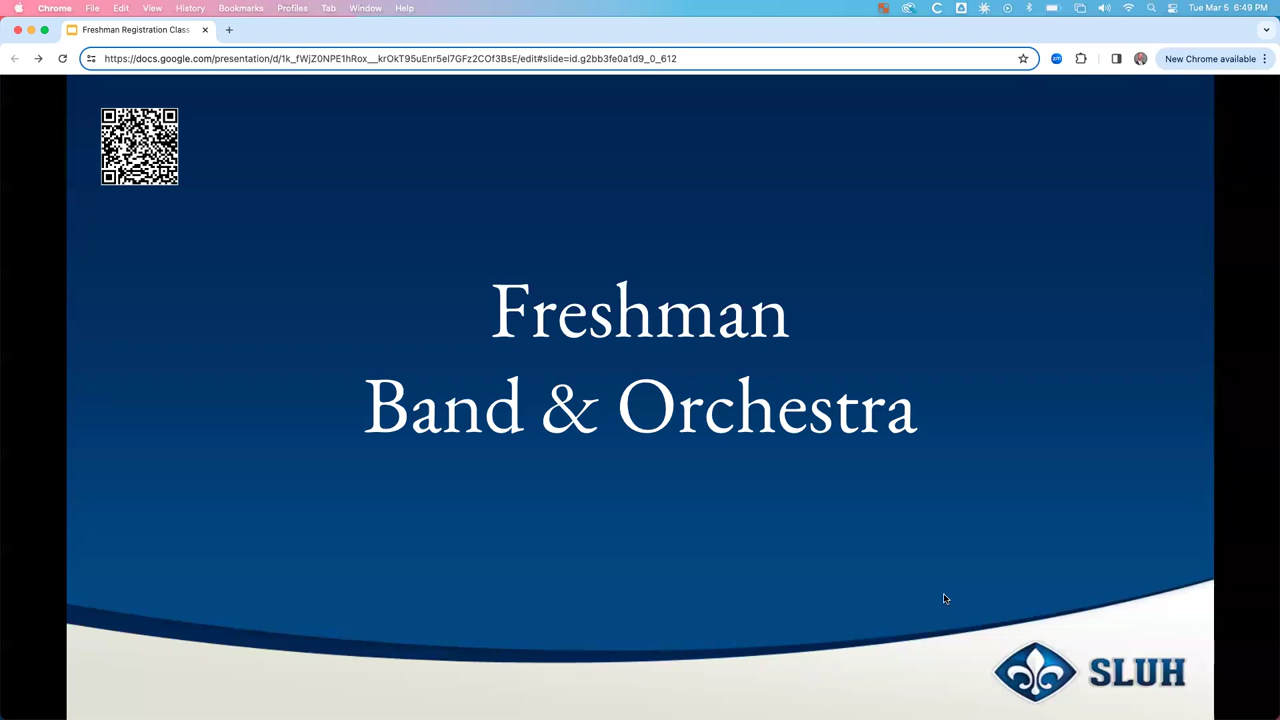 Chrome File Edit View History Bookmarks Profiles Tab Window Help
Tue Mar 5 6:49 PM
Freshman Registration Class
https://docs.google.com/presentation/d/1k_fWjZ0NPE1hRox__krOkT95uEnr5el7GFz2COf3BsE/edit#slide=id.g2bb3fe0a1d9_0_612
New Chrome available
Freshman
Band & Orchestra
SLUH